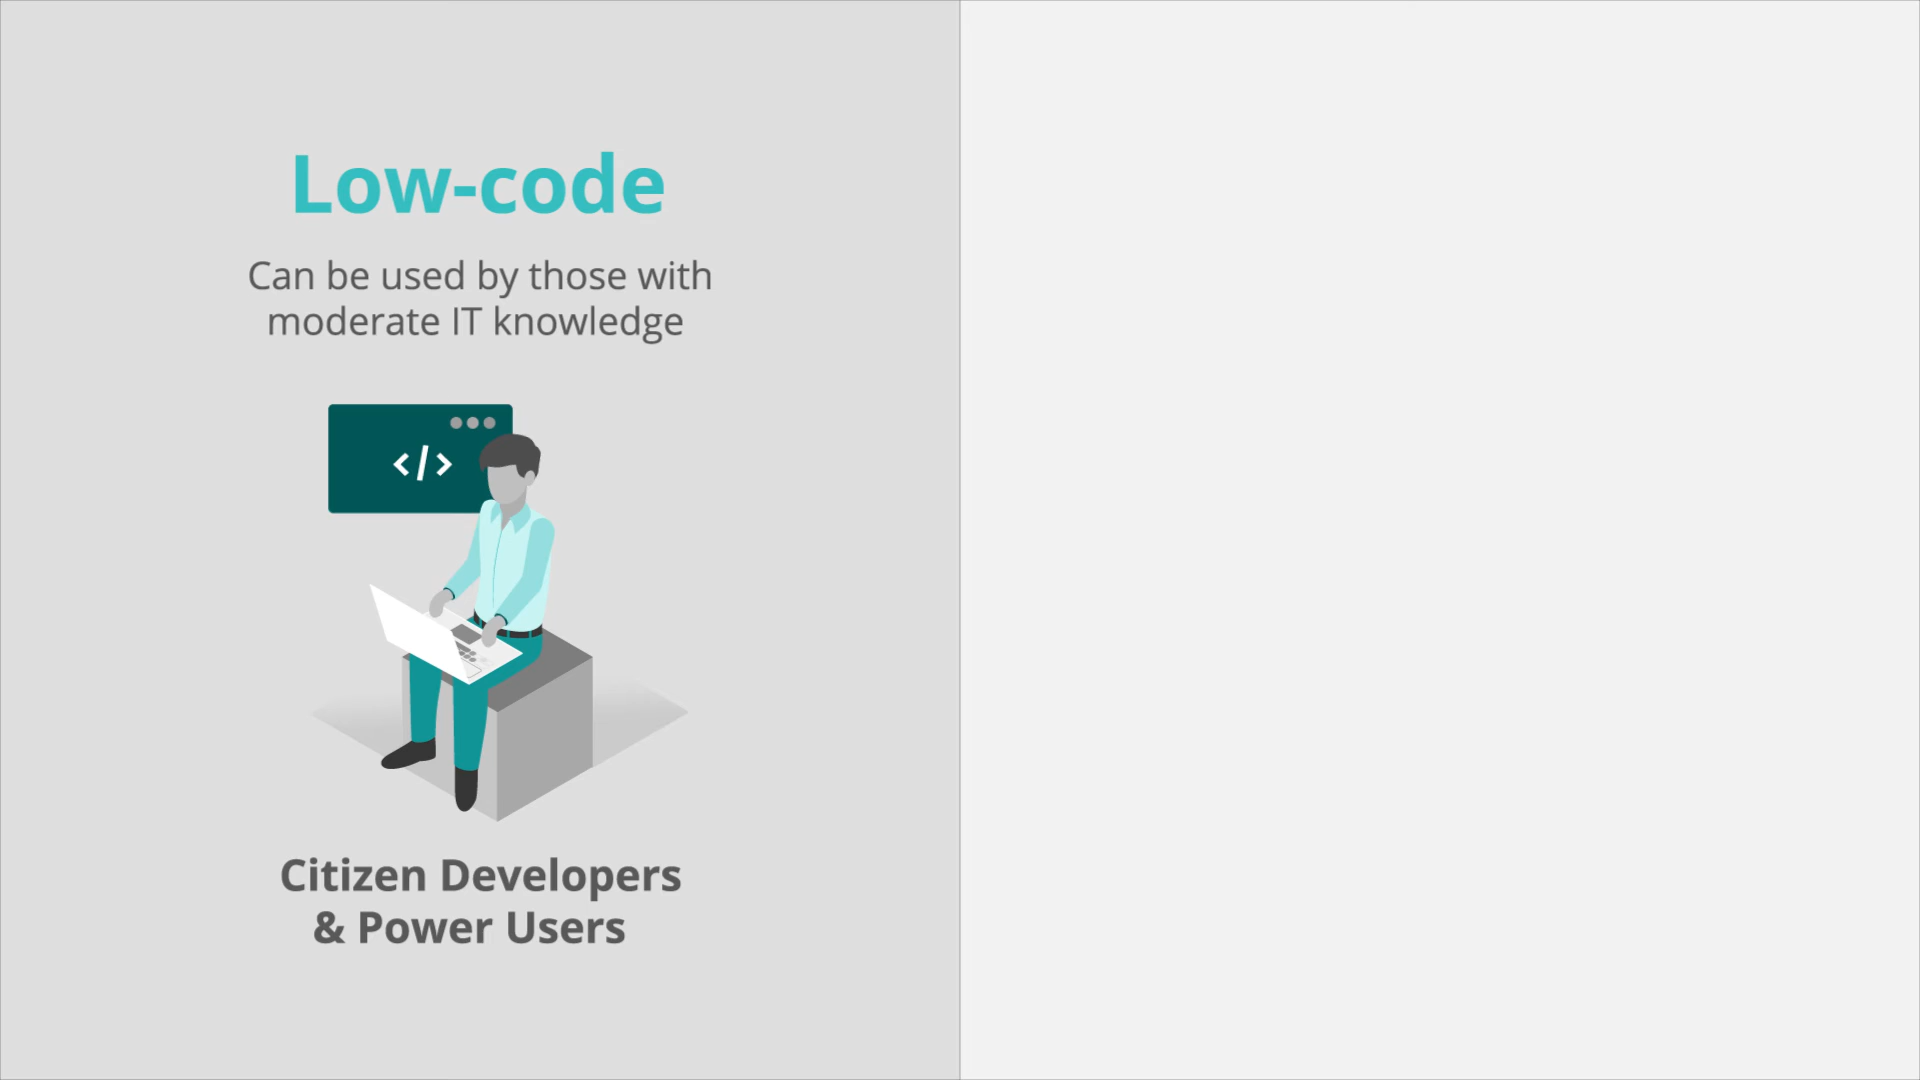 Low-code
Can be used by those with
moderate IT knowledge
</>
Citizen Developers
& Power Users